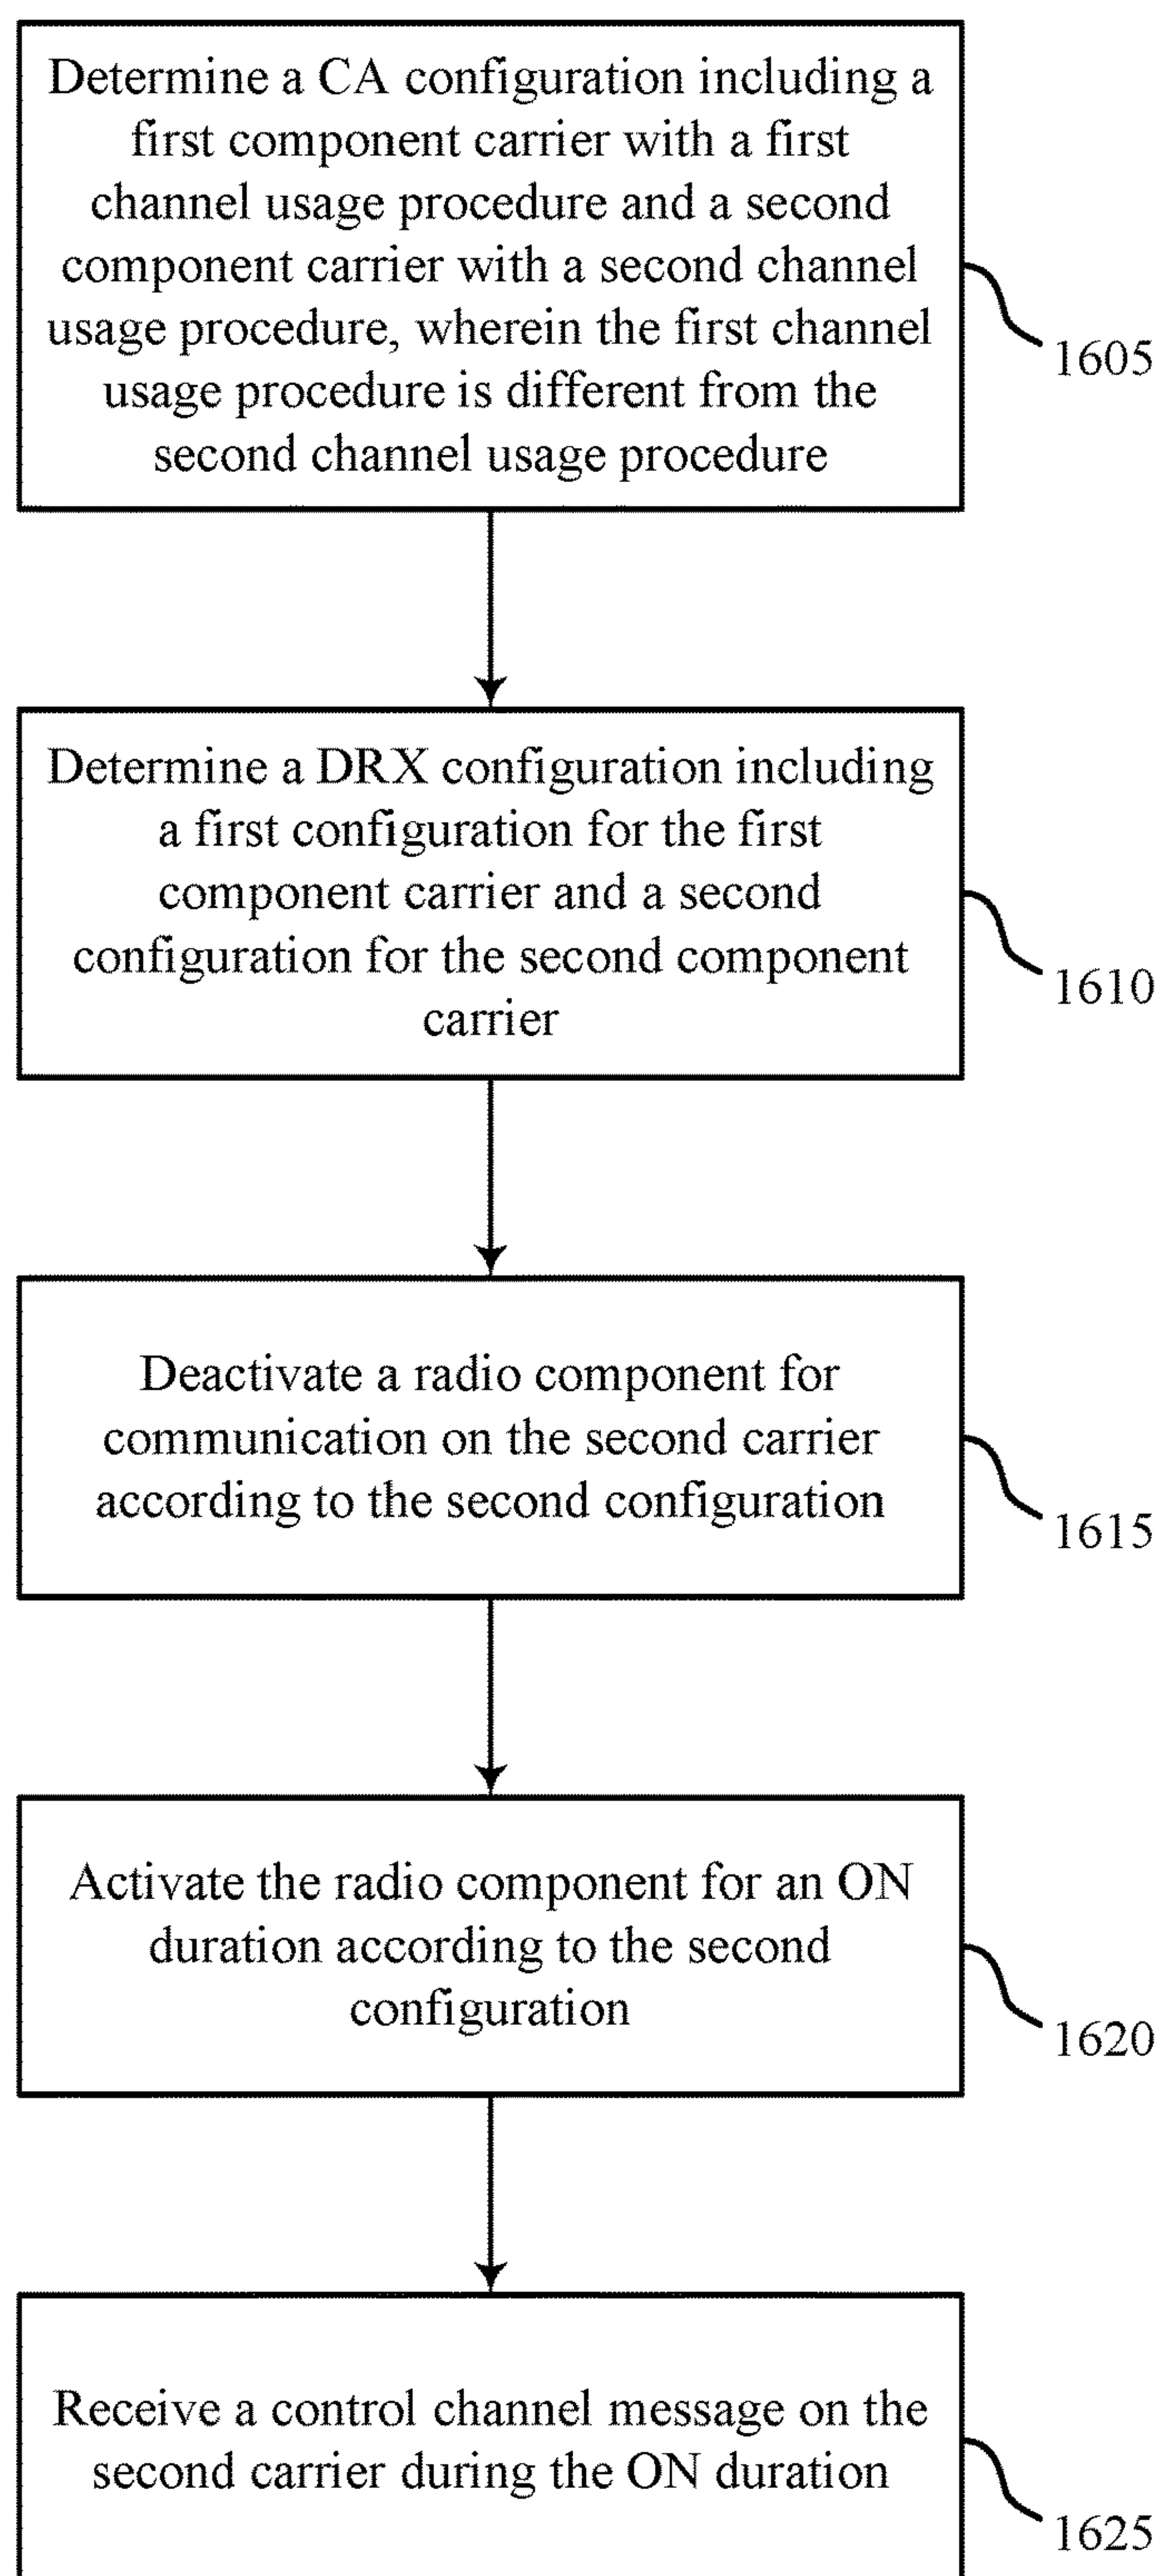 Determine a CA configuration including a
first component carrier with a first
channel usage procedure and a second
component carrier with a second channel
usage procedure, wherein the first channel
usage procedure is different from the
second channel usage procedure
1605
Determine a DRX configuration including
a first configuration for the first
component carrier and a second
configuration for the second component
carrier
1610
Deactivate a radio component for
communication on the second carrier
according to the second configuration
1615
Activate the radio component for an ON
duration according to the second
configuration
1620
Receive a control channel message on the
second carrier during the ON duration
1625